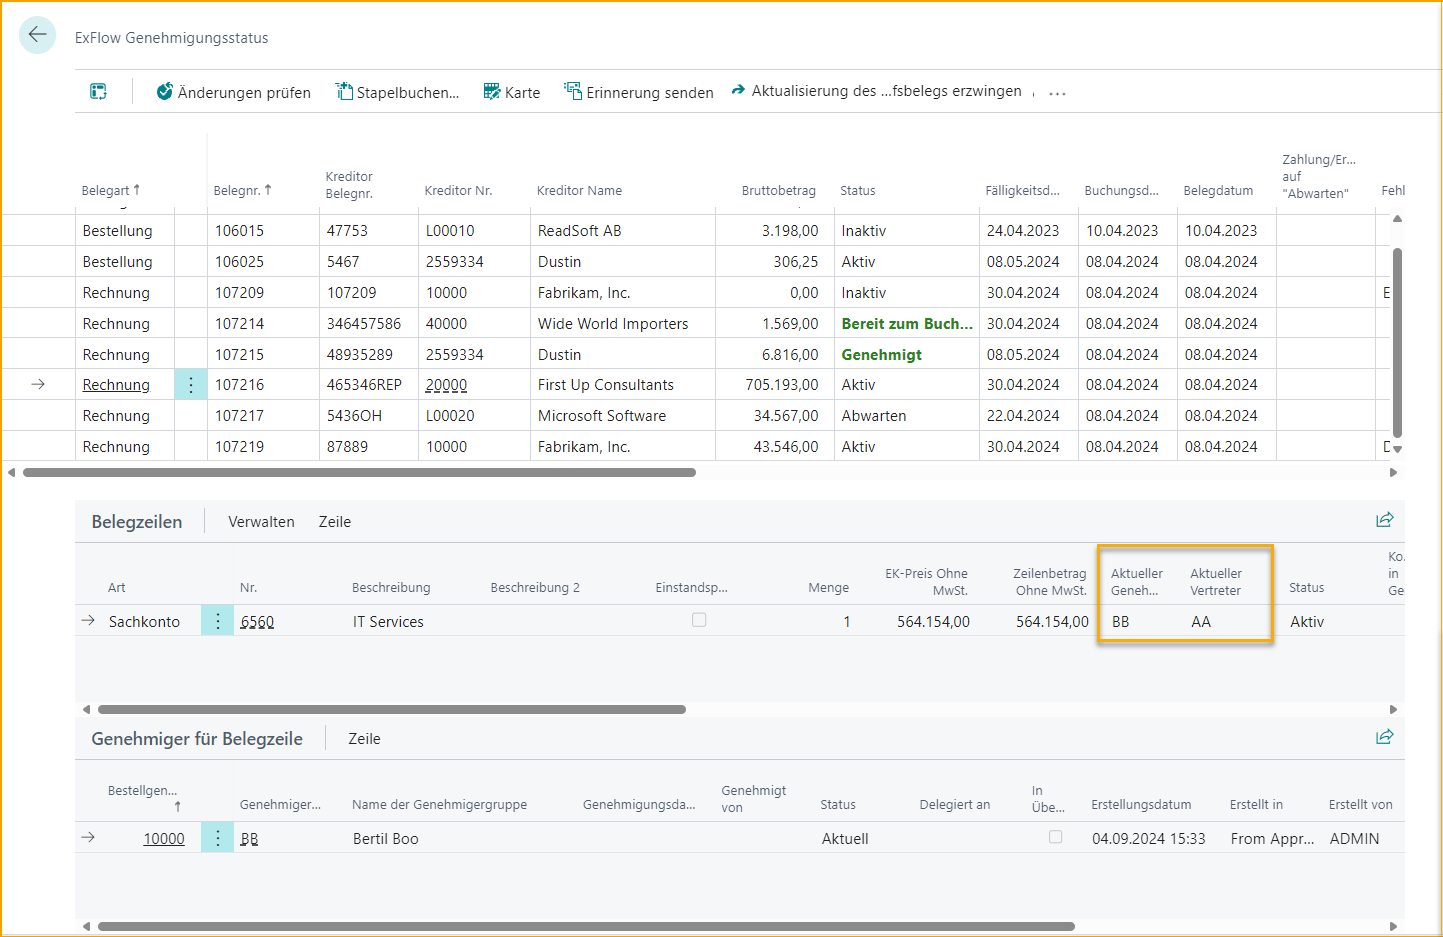 ExFlow Genehmigungsstatus
Änderungen prüfen Stapelbuchen... Karte Erinnerung senden Aktualisierung des ...fsbelegs erzwingen ...
Belegart ↑ Belegnr. ↑ Kreditor Belegnr. Kreditor Nr. Kreditor Name Bruttobetrag Status Fälligkeitsd... Buchungsd... Belegdatum Zahlung/Er... auf "Abwarten" Fehl
Bestellung 106015 47753 L00010 ReadSoft AB 3.198,00 Inaktiv 24.04.2023 10.04.2023 10.04.2023
Bestellung 106025 5467 2559334 Dustin 306,25 Aktiv 08.05.2024 08.04.2024 08.04.2024
Rechnung 107209 107209 10000 Fabrikam, Inc. 0,00 Inaktiv 30.04.2024 08.04.2024 08.04.2024 E
Rechnung 107214 346457586 40000 Wide World Importers 1.569,00 Bereit zum Buch... 30.04.2024 08.04.2024 08.04.2024
Rechnung 107215 48935289 2559334 Dustin 6.816,00 Genehmigt 08.05.2024 08.04.2024 08.04.2024
Rechnung 107216 465346REP 20000 First Up Consultants 705.193,00 Aktiv 30.04.2024 08.04.2024 08.04.2024
Rechnung 107217 5436OH L00020 Microsoft Software 34.567,00 Abwarten 22.04.2024 08.04.2024 08.04.2024
Rechnung 107219 87889 10000 Fabrikam, Inc. 43.546,00 Aktiv 30.04.2024 08.04.2024 08.04.2024
Belegzeilen Verwalten Zeile
Art Nr. Beschreibung Beschreibung 2 Einstandsp... Menge EK-Preis Ohne MwSt. Zeilenbetrag Ohne MwSt. Aktueller Geneh... Aktueller Vertreter Status Ko. in Ge
Sachkonto 6560 IT Services 1 564.154,00 564.154,00 BB AA Aktiv
Genehmiger für Belegzeile Zeile
Bestellgen... ↑ Genehmiger... Name der Genehmigergruppe Genehmigungsda... Genehmigt von Status Delegiert an In Übe... Erstellungsdatum Erstellt in Erstellt von
10000 BB Bertil Boo Aktuell 04.09.2024 15:33 From Appr... ADMIN